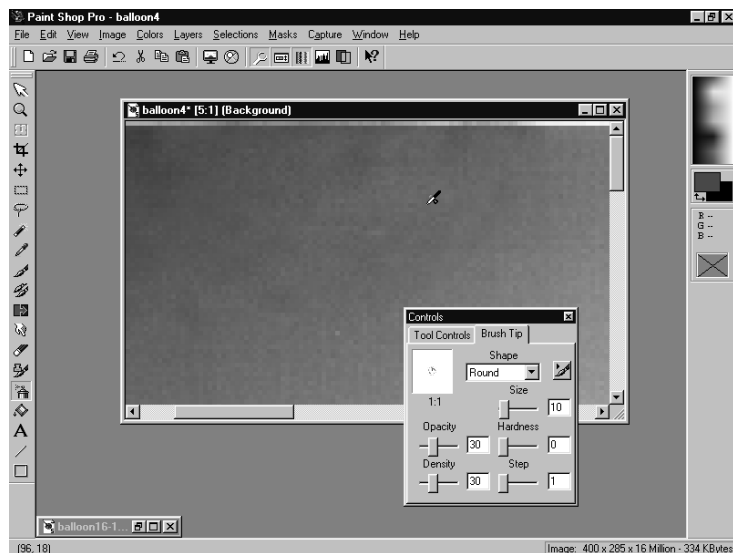 Paint Shop Pro - balloon4
File Edit View Image Colors Layers Selections Masks Capture Window Help
balloon4* [5:1] (Background)
R --
G --
B --
Controls
Tool Controls Brush Tip
Shape
Round
1:1
Size
10
Opacity Hardness
30 0
Density Step
30 1
A
balloon16-1...
(96, 18) Image: 400 x 285 x 16 Million - 334 KBytes